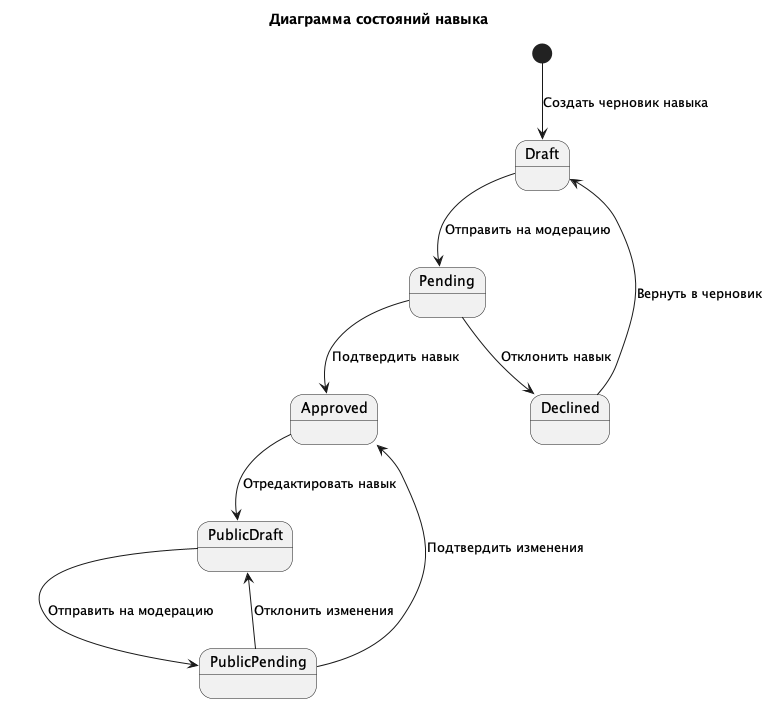 Диаграмма состояний навыка
Создать черновик навыка
Draft
Отправить на модерацию
Pending
Вернуть в черновик
Подтвердить навык
Отклонить навык
Approved
Declined
Отредактировать навык
PublicDraft
Подтвердить изменения
Отправить на модерацию
Отклонить изменения
PublicPending